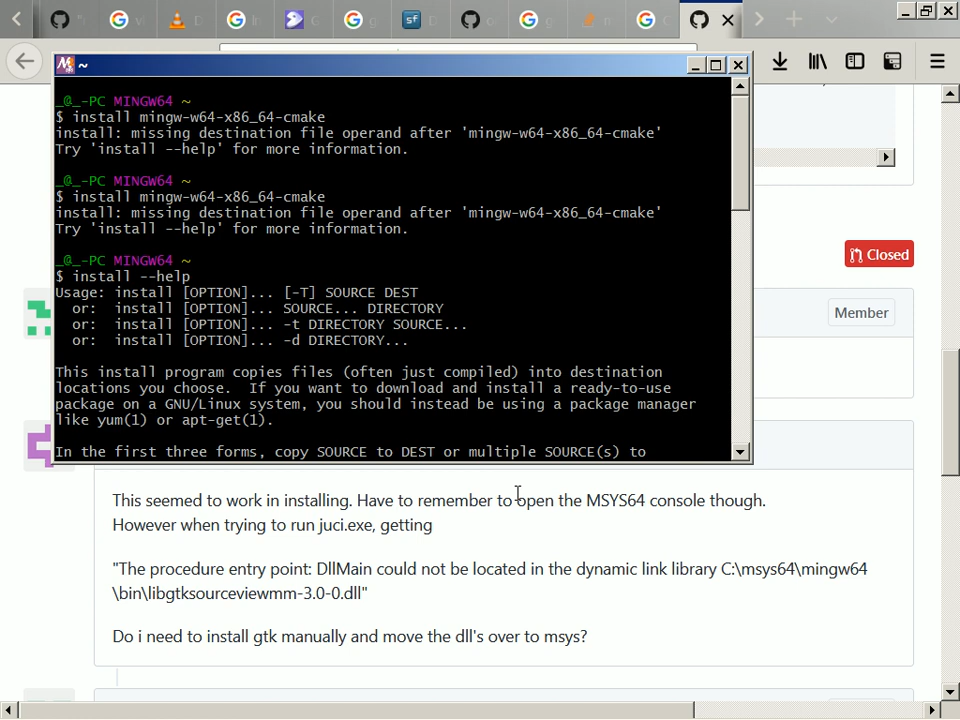 ~
_@_-PC MINGW64 ~
$ install mingw-w64-x86_64-cmake
install: missing destination file operand after 'mingw-w64-x86_64-cmake'
Try 'install --help' for more information.
_@_-PC MINGW64 ~
$ install mingw-w64-x86_64-cmake
install: missing destination file operand after 'mingw-w64-x86_64-cmake'
Try 'install --help' for more information.
_@_-PC MINGW64 ~
$ install --help
Usage: install [OPTION]... [-T] SOURCE DEST
or: install [OPTION]... SOURCE... DIRECTORY
or: install [OPTION]... -t DIRECTORY SOURCE...
or: install [OPTION]... -d DIRECTORY...
This install program copies files (often just compiled) into destination
locations you choose. If you want to download and install a ready-to-use
package on a GNU/Linux system, you should instead be using a package manager
like yum(1) or apt-get(1).
In the first three forms, copy SOURCE to DEST or multiple SOURCE(s) to
Closed
Member
This seemed to work in installing. Have to remember to open the MSYS64 console though.
However when trying to run juci.exe, getting
"The procedure entry point: DllMain could not be located in the dynamic link library C:\msys64\mingw64
\bin\libgtksourceviewmm-3.0-0.dll"
Do i need to install gtk manually and move the dll's over to msys?